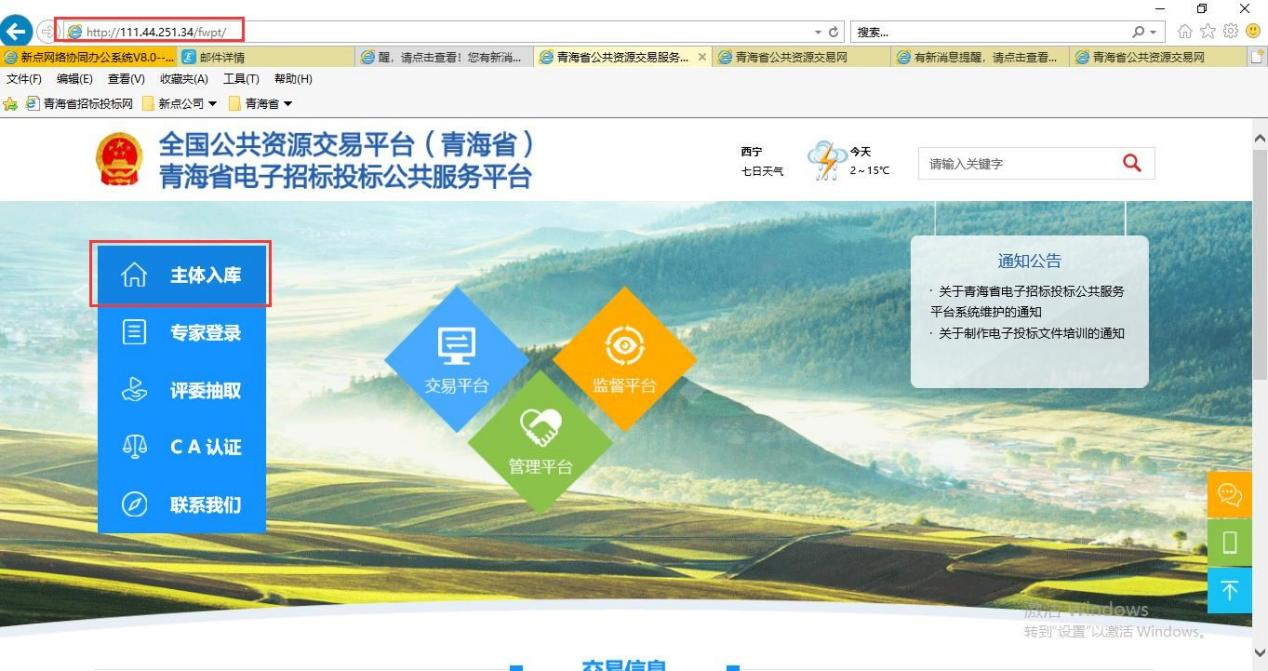 http://111.44.251.34/fwpt/
搜索...
新点网络协同办公系统V8.0--...
邮件详情
醒，请点击查看！您有新消...
青海省公共资源交易服务...
青海省公共资源交易网
有新消息提醒，请点击查看...
青海省公共资源交易网
文件(F) 编辑(E) 查看(V) 收藏夹(A) 工具(T) 帮助(H)
青海省招标投标网 新点公司 青海省
全国公共资源交易平台（青海省）
青海省电子招标投标公共服务平台
西宁
七日天气
今天
2~15℃
请输入关键字
主体入库
专家登录
评委抽取
CA认证
联系我们
交易平台
监督平台
管理平台
通知公告
· 关于青海省电子招标投标公共服务
平台系统维护的通知
· 关于制作电子投标文件培训的通知
激活 Windows
转到"设置"以激活 Windows。
交易信息